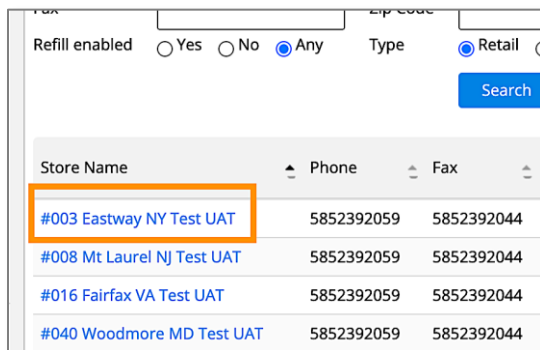 Fax Zip Code
Refill enabled Yes No Any Type Retail
Search
Store Name Phone Fax
#003 Eastway NY Test UAT 5852392059 5852392044
#008 Mt Laurel NJ Test UAT 5852392059 5852392044
#016 Fairfax VA Test UAT 5852392059 5852392044
#040 Woodmore MD Test UAT 5852392059 5852392044